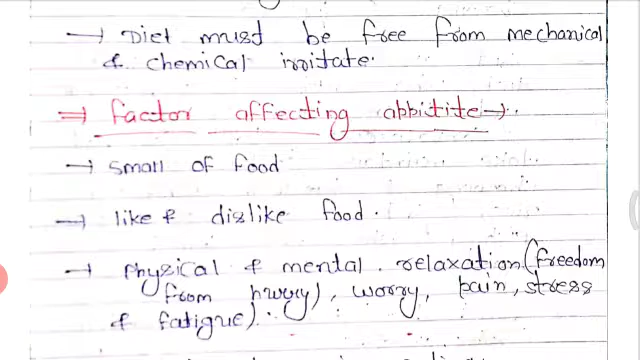 → Diet must be free from mechanical
& chemical irritate.
⇒ factor affecting abbitite →.
→ Small of food
→ like & dislike food.
→ Physical & mental relaxation (freedom
from hurry), worry, pain, stress
& fatigue).